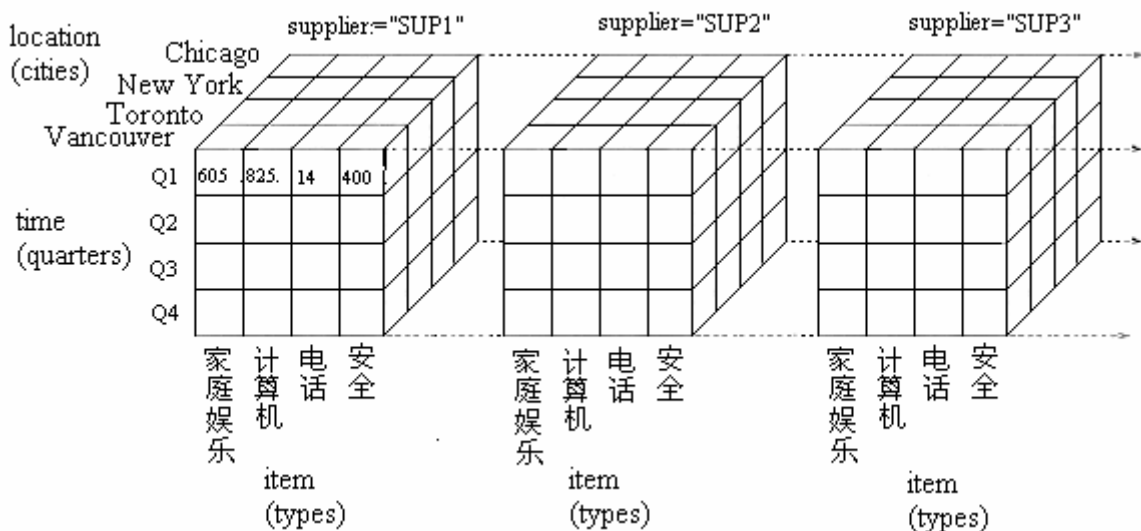 supplier:="SUP1"
supplier="SUP2"
supplier="SUP3"
location
(cities)
Chicago
New York
Toronto
Vancouver
Q1
605 .825. 14 400
Q2
time
(quarters)
Q3
Q4
家庭娱乐
计算机
电话
安全
家庭娱乐
计算机
电话
安全
家庭娱乐
计算机
电话
安全
item
(types)
item
(types)
item
(types)